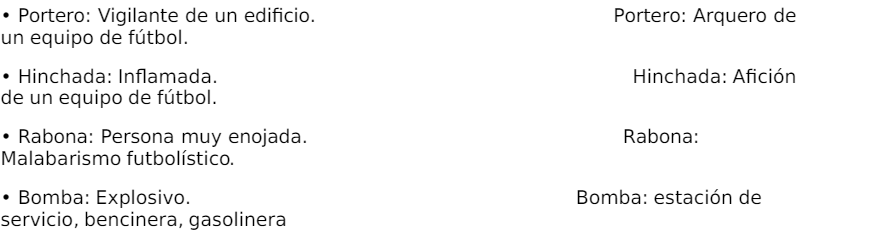 • Portero: Vigilante de un edificio. Portero: Arquero de
un equipo de fútbol.
• Hinchada: Inflamada. Hinchada: Afición
de un equipo de fútbol.
• Rabona: Persona muy enojada. Rabona:
Malabarismo futbolístico.
• Bomba: Explosivo. Bomba: estación de
servicio, bencinera, gasolinera